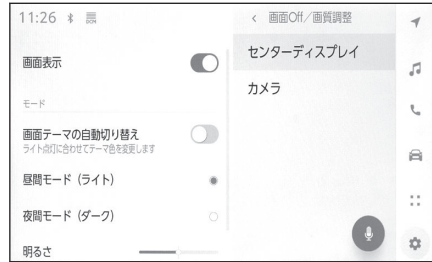 11:26
画面表示
モード
画面テーマの自動切り替え
ライト点灯に合わせてテーマ色を変更します
昼間モード（ライト）
夜間モード（ダーク）
明るさ
< 画面Off／画質調整
センターディスプレイ
カメラ